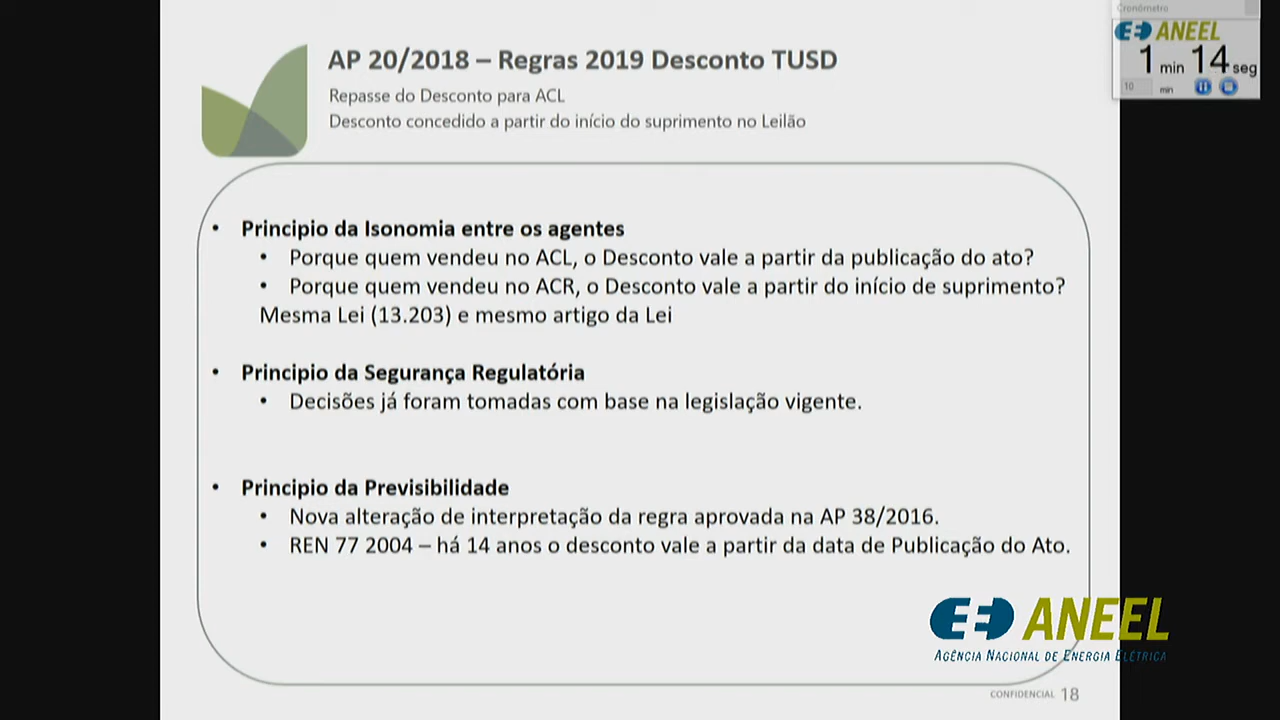 AP 20/2018 – Regras 2019 Desconto TUSD
Repasse do Desconto para ACL
Desconto concedido a partir do início do suprimento no Leilão
Cronômetro
ANEEL
1 min 14 seg
10 min
• Principio da Isonomia entre os agentes
• Porque quem vendeu no ACL, o Desconto vale a partir da publicação do ato?
• Porque quem vendeu no ACR, o Desconto vale a partir do início de suprimento?
Mesma Lei (13.203) e mesmo artigo da Lei
• Principio da Segurança Regulatória
• Decisões já foram tomadas com base na legislação vigente.
• Principio da Previsibilidade
• Nova alteração de interpretação da regra aprovada na AP 38/2016.
• REN 77 2004 – há 14 anos o desconto vale a partir da data de Publicação do Ato.
ANEEL
AGÊNCIA NACIONAL DE ENERGIA ELÉTRICA
CONFIDENCIAL 18